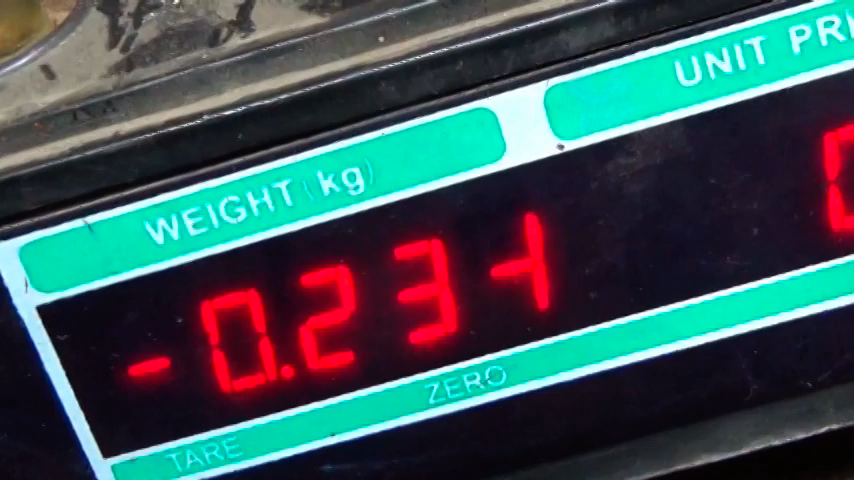 WEIGHT (kg)
UNIT PRI
-0.234
ZERO
TARE